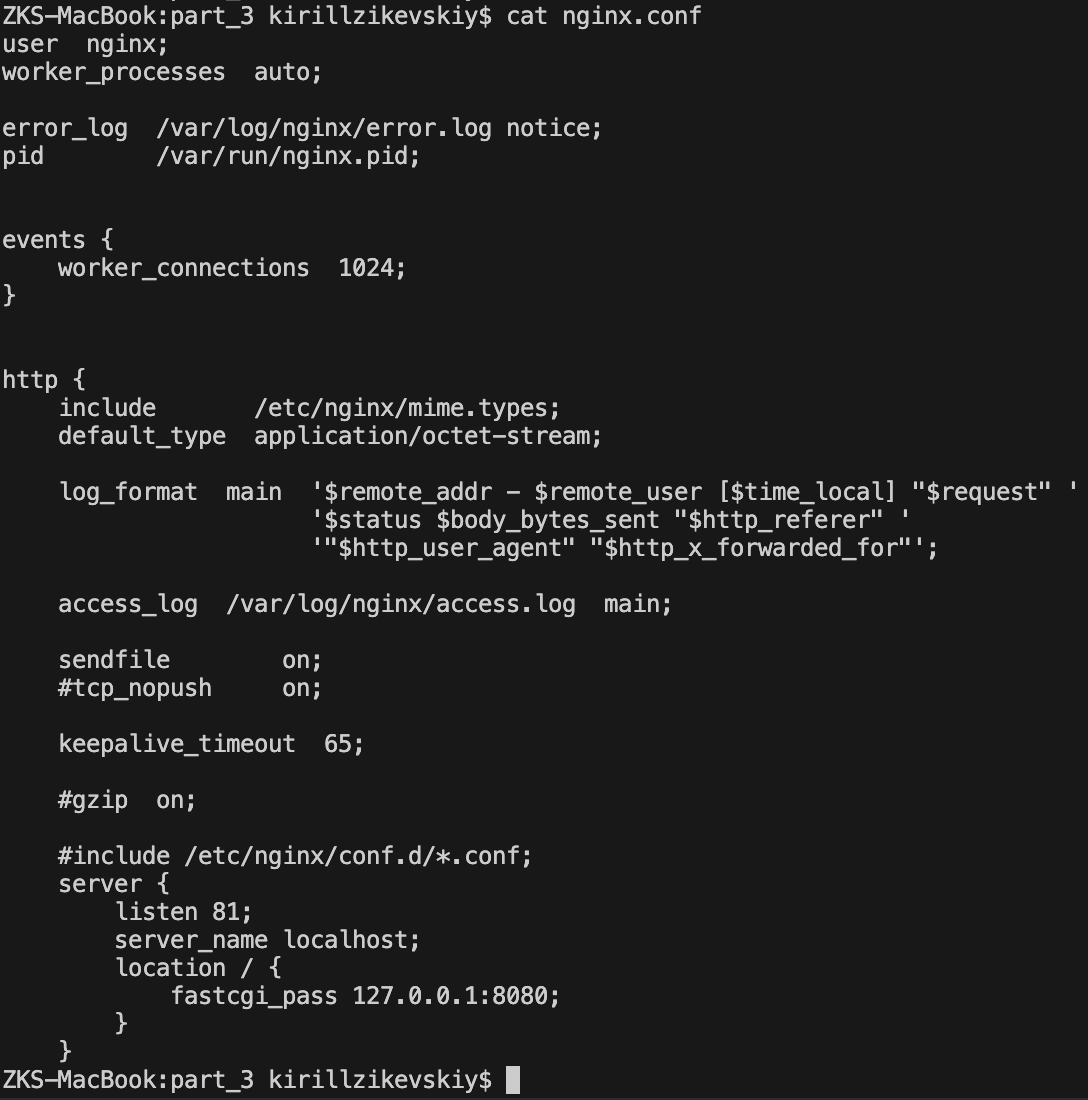 ZKS-MacBook:part_3 kirillzikevskiy$ cat nginx.conf
user  nginx;
worker_processes  auto;

error_log  /var/log/nginx/error.log notice;
pid        /var/run/nginx.pid;


events {
    worker_connections  1024;
}


http {
    include       /etc/nginx/mime.types;
    default_type  application/octet-stream;

    log_format  main  '$remote_addr - $remote_user [$time_local] "$request" '
                      '$status $body_bytes_sent "$http_referer" '
                      '"$http_user_agent" "$http_x_forwarded_for"';

    access_log  /var/log/nginx/access.log  main;

    sendfile        on;
    #tcp_nopush     on;

    keepalive_timeout  65;

    #gzip  on;

    #include /etc/nginx/conf.d/*.conf;
    server {
        listen 81;
        server_name localhost;
        location / {
            fastcgi_pass 127.0.0.1:8080;
        }
    }
ZKS-MacBook:part_3 kirillzikevskiy$